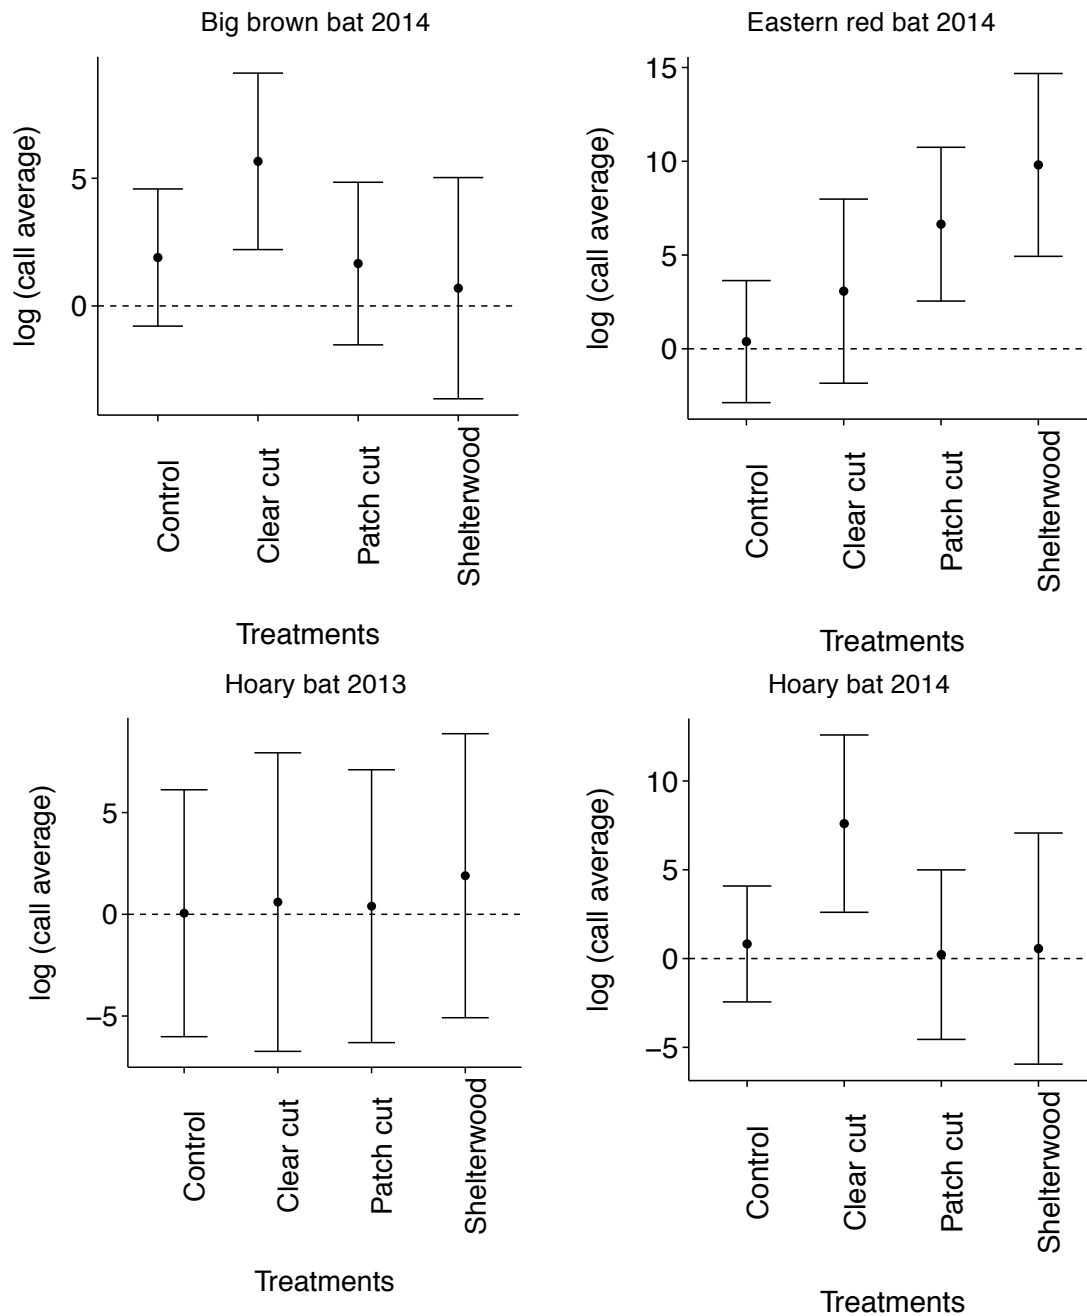 Big brown bat 2014
log (call average)
5
0
Control
Clear cut
Patch cut
Shelterwood
Treatments
Eastern red bat 2014
log (call average)
15
10
5
0
Control
Clear cut
Patch cut
Shelterwood
Treatments
Hoary bat 2013
log (call average)
5
0
−5
Control
Clear cut
Patch cut
Shelterwood
Treatments
Hoary bat 2014
log (call average)
10
5
0
−5
Control
Clear cut
Patch cut
Shelterwood
Treatments